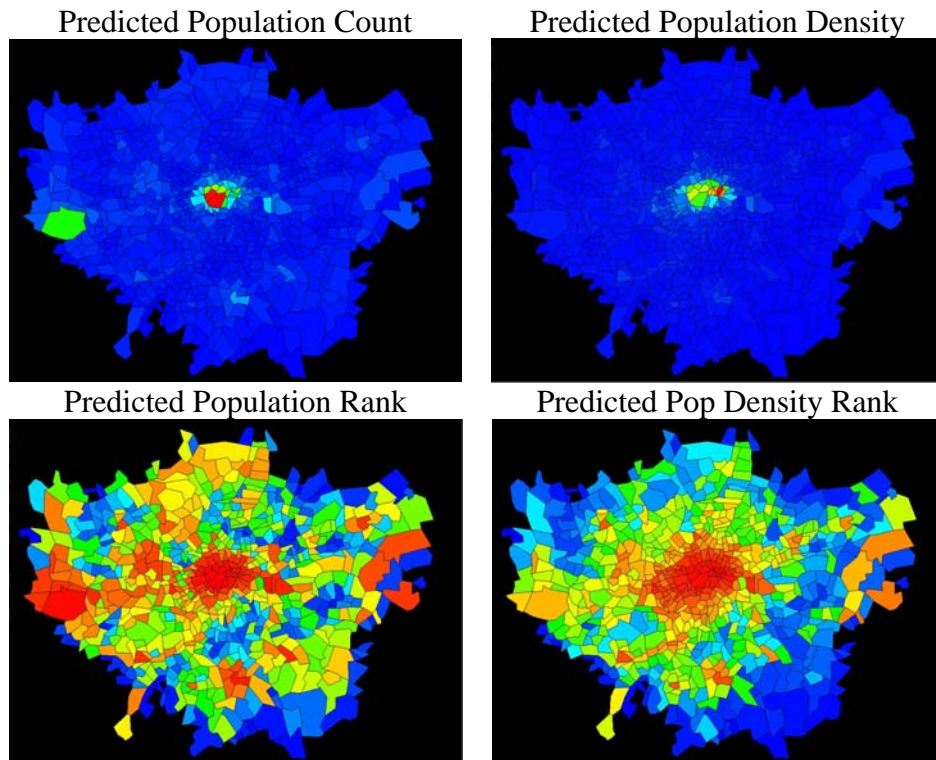 Predicted Population Count
Predicted Population Density
Predicted Population Rank
Predicted Pop Density Rank